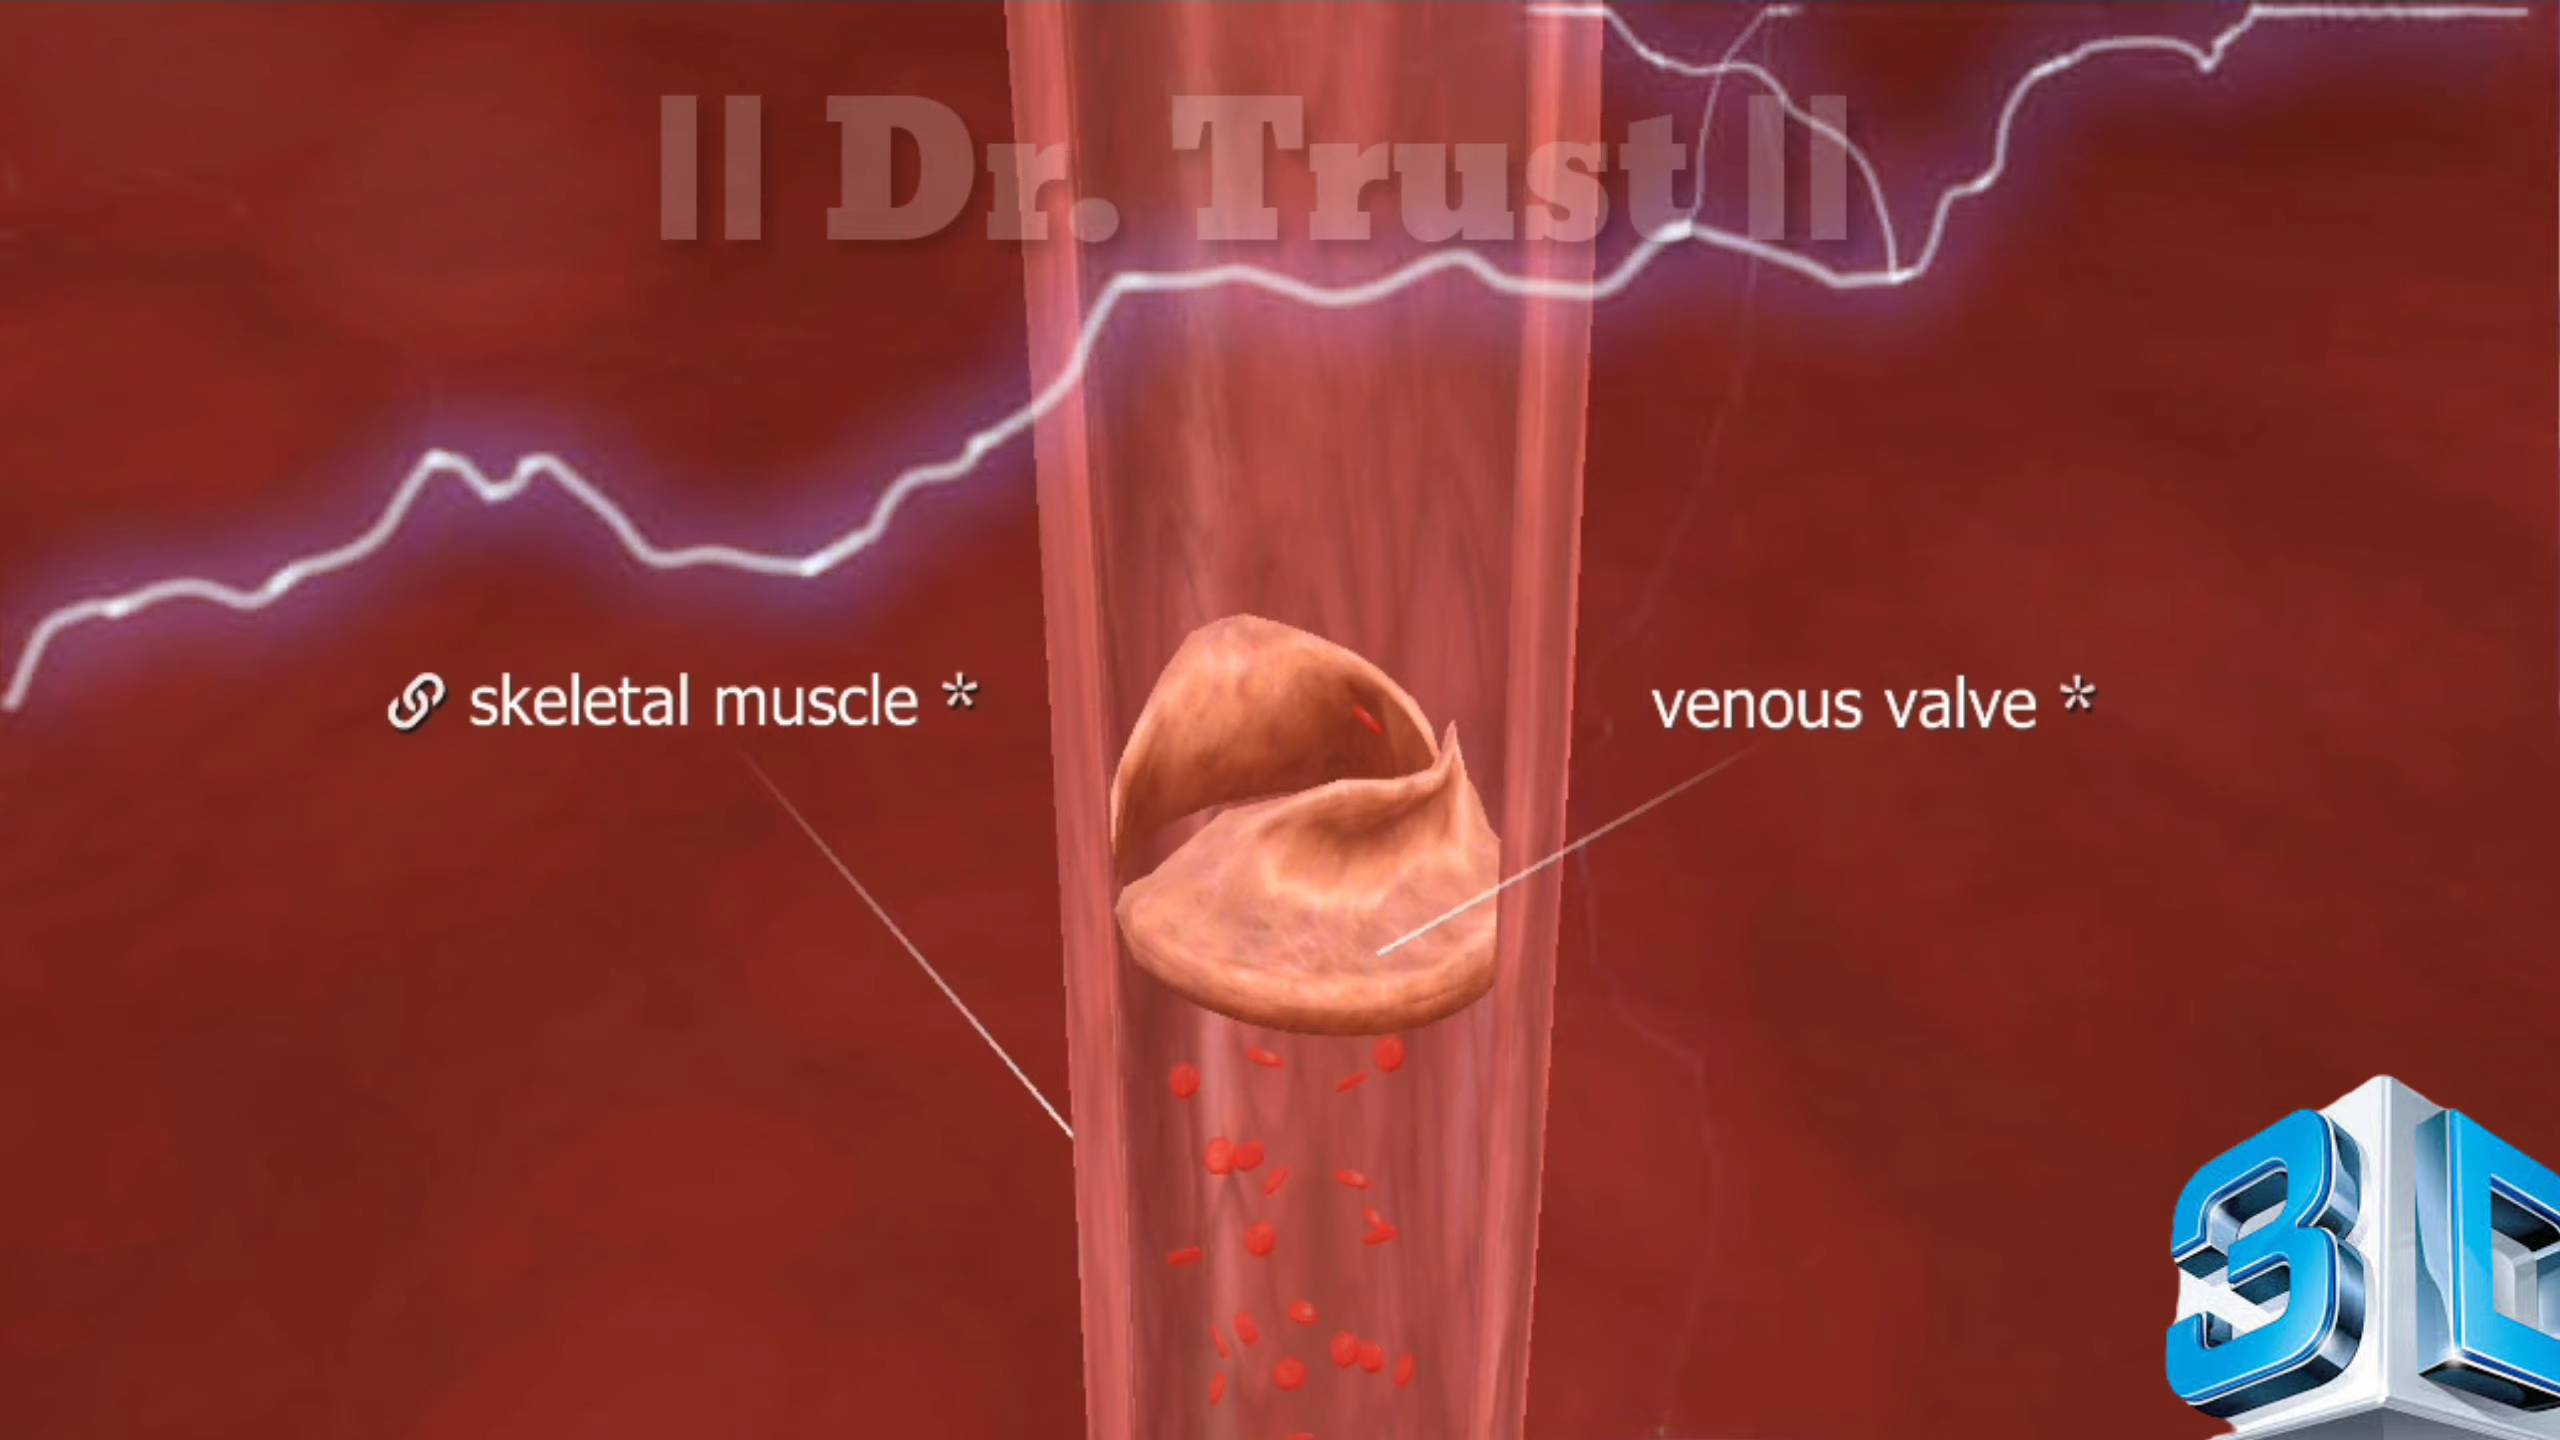 || Dr. Trust ||
skeletal muscle *
venous valve *
3D